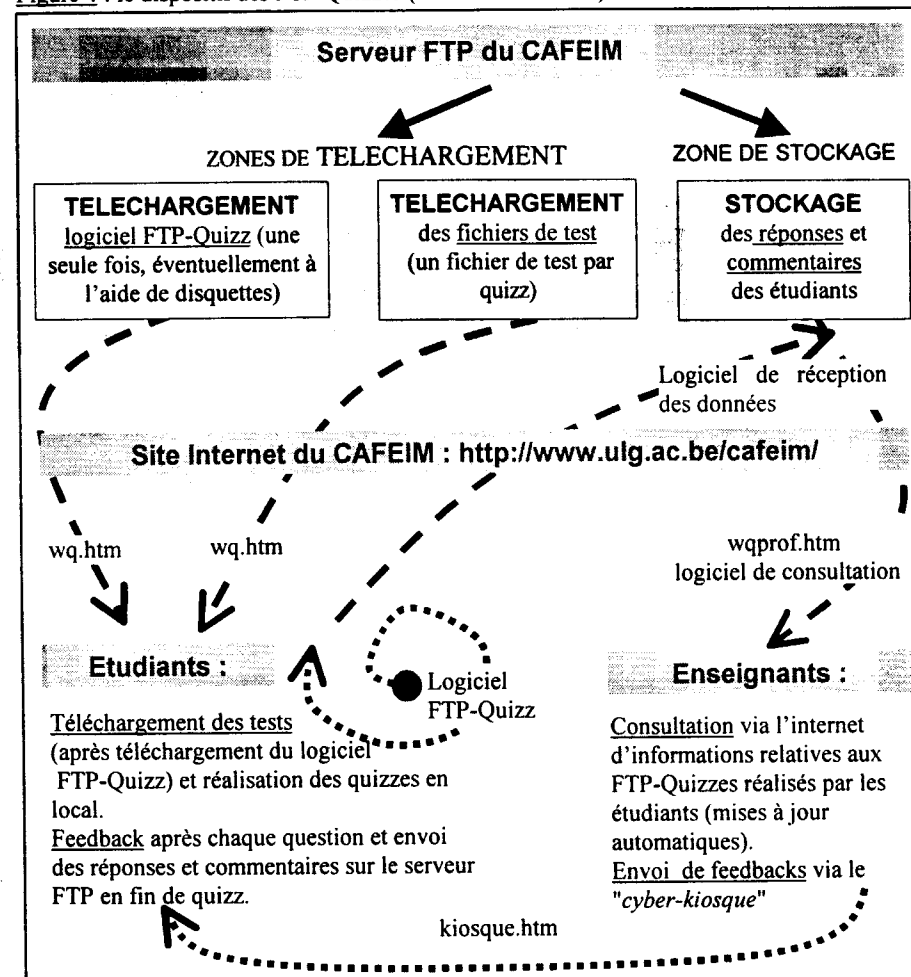 Serveur FTP du CAFEIM
ZONES DE TELECHARGEMENT
ZONE DE STOCKAGE
TELECHARGEMENT
logiciel FTP-Quizz (une
seule fois, éventuellement à
l'aide de disquettes)
TELECHARGEMENT
des fichiers de test
(un fichier de test par
quizz)
STOCKAGE
des réponses et
commentaires
des étudiants
Logiciel de réception
des données
Site Internet du CAFEIM : http://www.ulg.ac.be/cafeim/
wq.htm
wq.htm
wqprof.htm
logiciel de consultation
Etudiants :
Logiciel
FTP-Quizz
Enseignants :
Téléchargement des tests
(après téléchargement du logiciel
FTP-Quizz) et réalisation des quizzes en
local.
Feedback après chaque question et envoi
des réponses et commentaires sur le serveur
FTP en fin de quizz.
Consultation via l'internet
d'informations relatives aux
FTP-Quizzes réalisés par les
étudiants (mises à jour
automatiques).
Envoi de feedbacks via le
"cyber-kiosque"
kiosque.htm